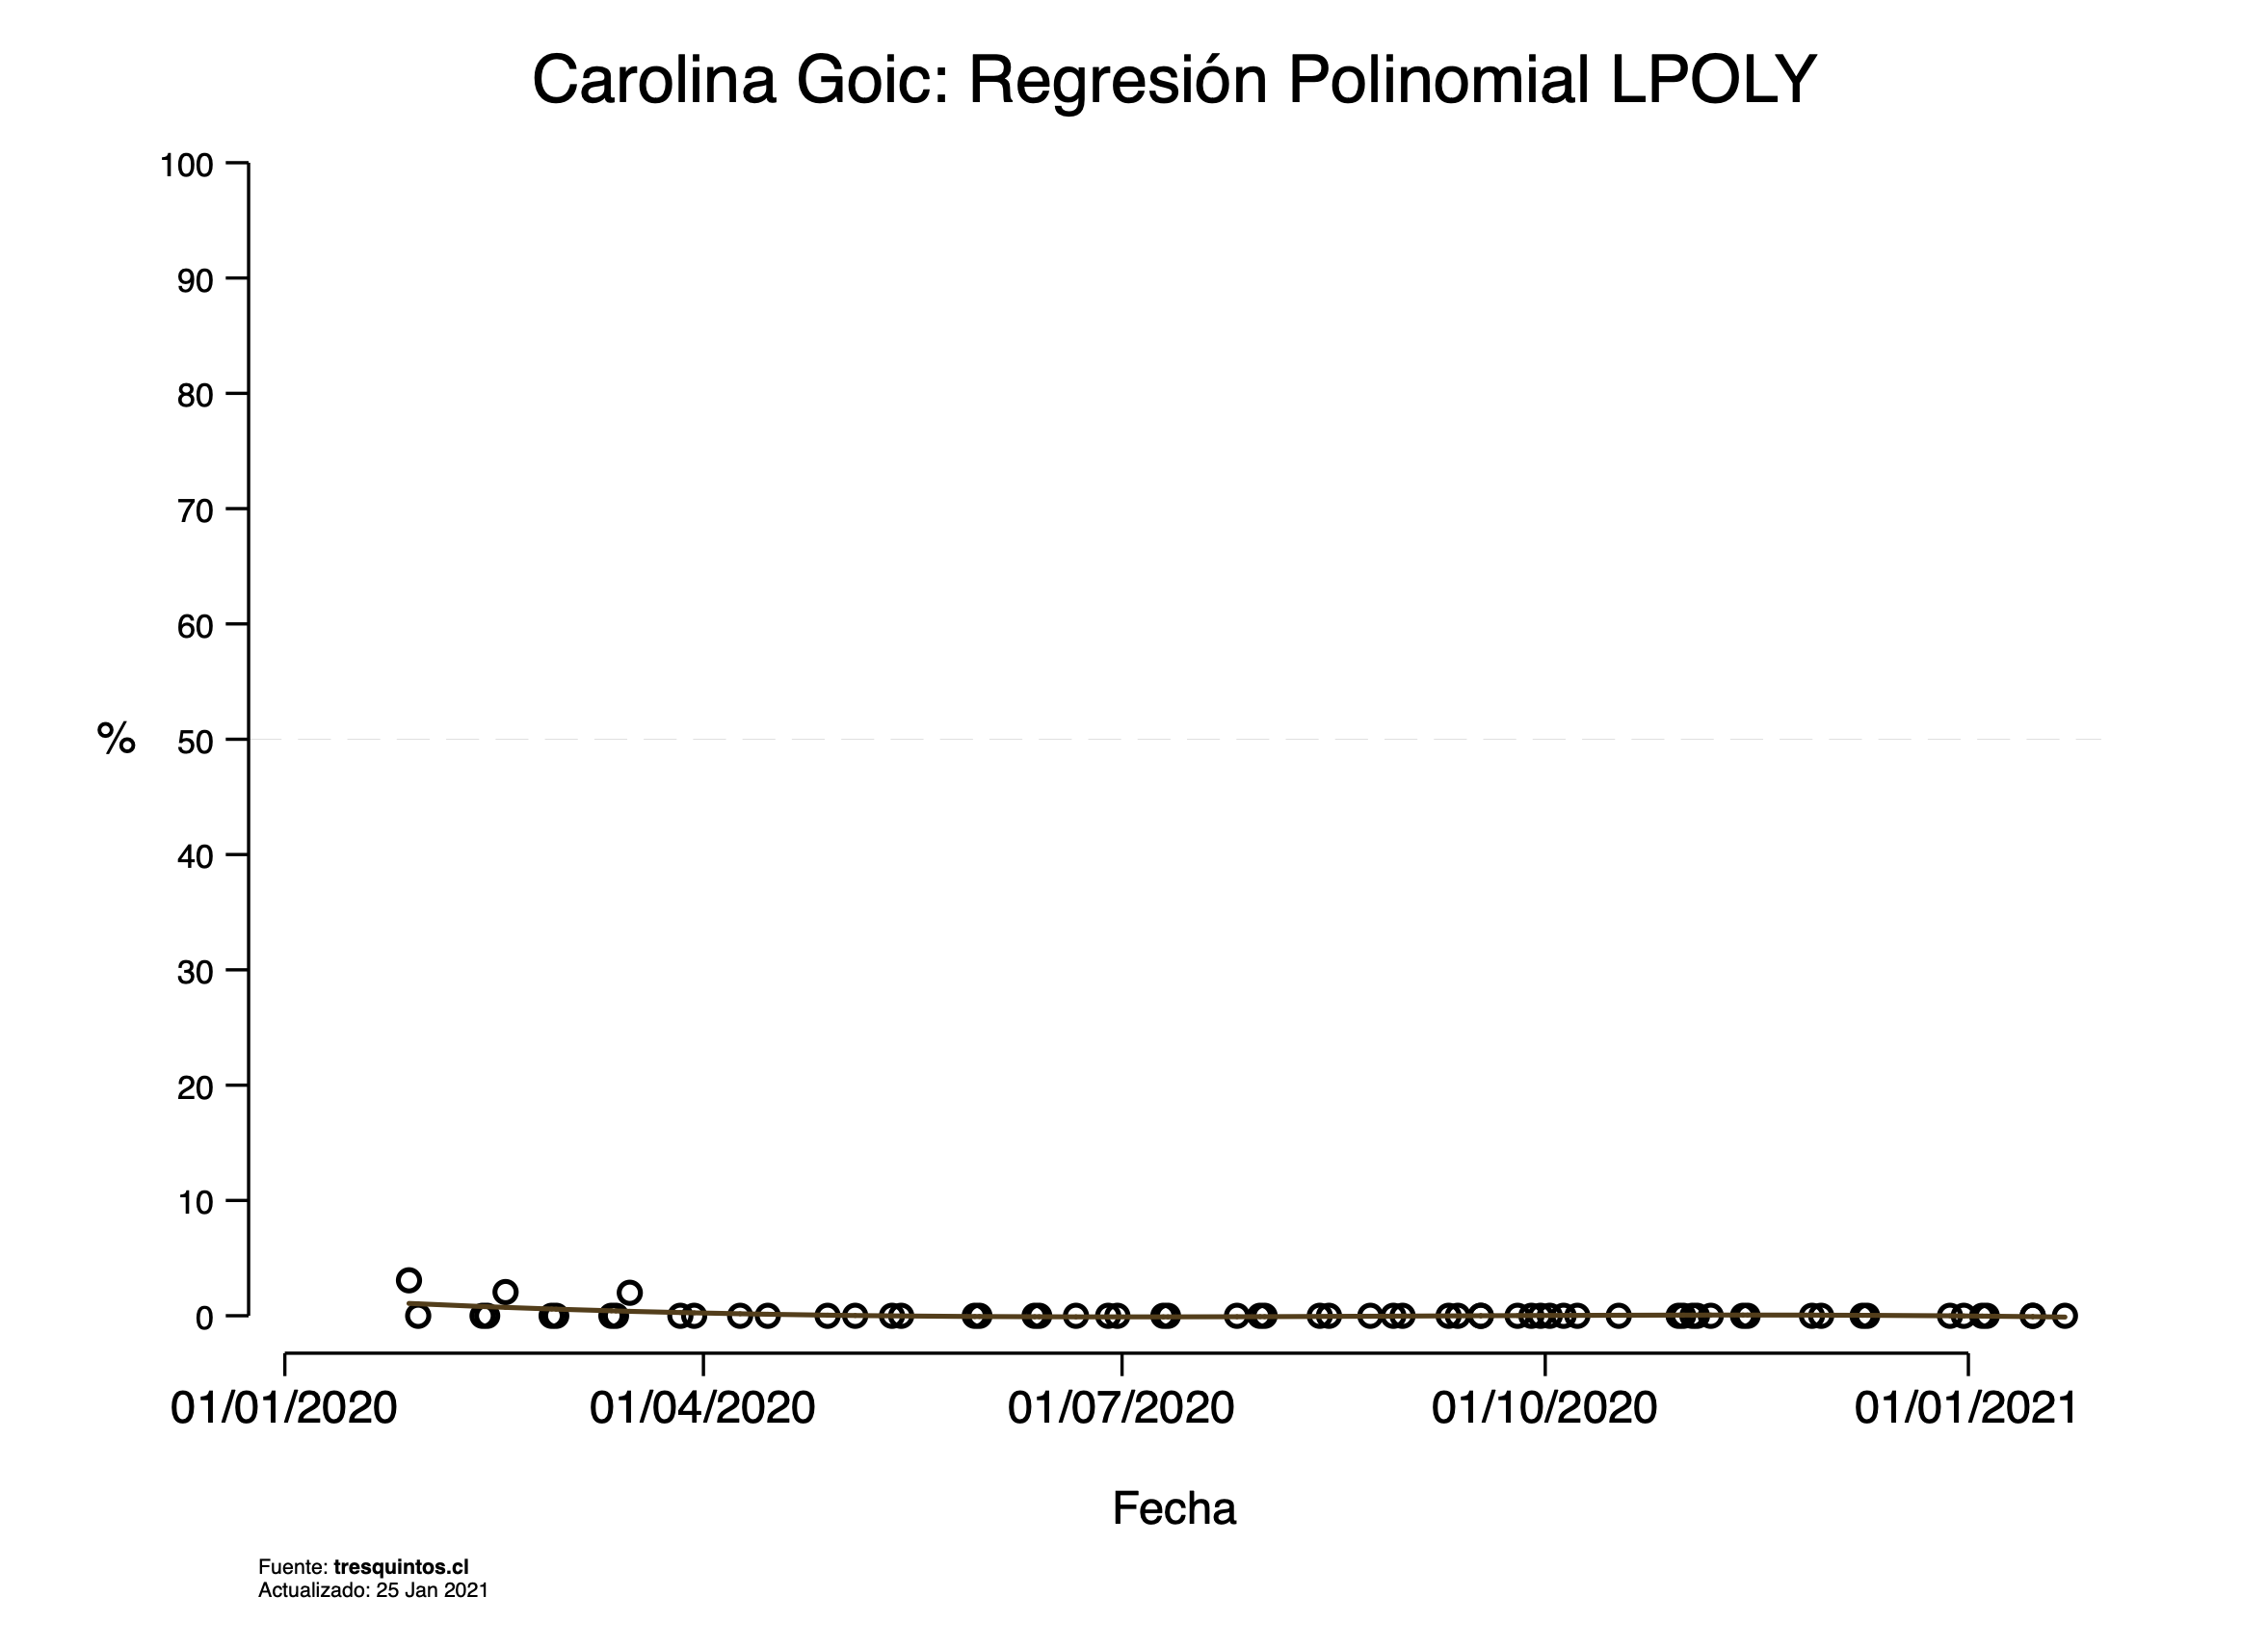 Carolina Goic: Regresión Polinomial LPOLY
100
90
80
70
60
% 50
40
30
20
10
0
01/01/2020 01/04/2020 01/07/2020 01/10/2020 01/01/2021
Fecha
Fuente: tresquintos.cl
Actualizado: 25 Jan 2021